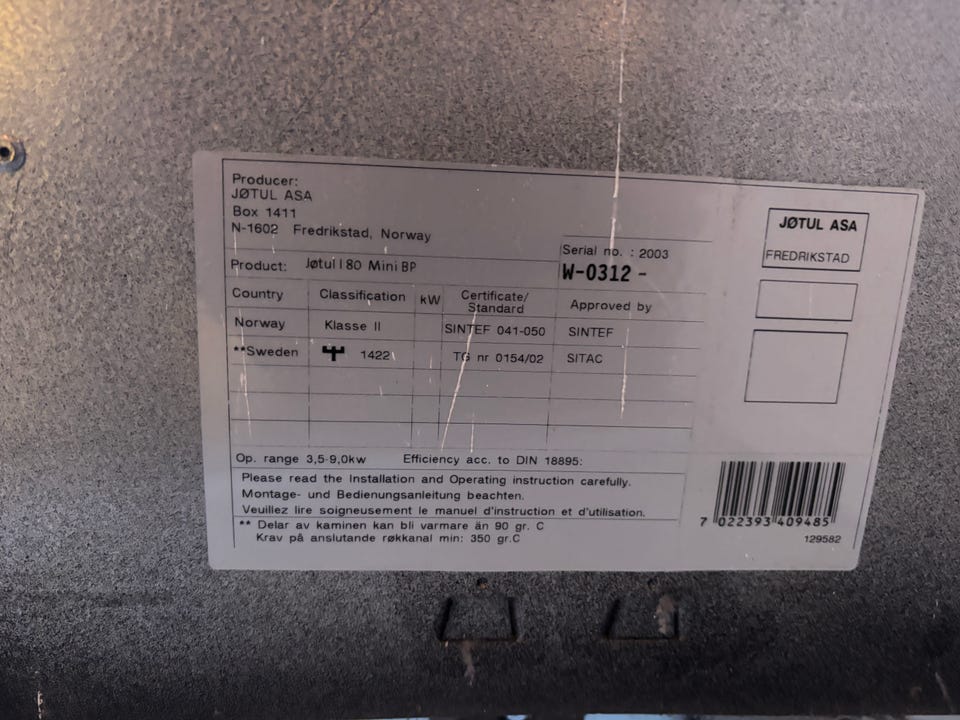 Producer:
JØTUL ASA
Box 1411
N-1602 Fredrikstad, Norway
Product: Jøtul I 80 Mini BP
Serial no. : 2003
W-0312 -
JØTUL ASA
FREDRIKSTAD
Country Classification kW Certificate/ Standard Approved by
Norway Klasse II SINTEF 041-050 SINTEF
**Sweden 1422 TG nr 0154/02 SITAC
Op. range 3,5-9,0kw Efficiency acc. to DIN 18895:
Please read the Installation and Operating instruction carefully.
Montage- und Bedienungsanleitung beachten.
Veuillez lire soigneusement le manuel d'instruction et d'utilisation.
** Delar av kaminen kan bli varmare än 90 gr. C
Krav på anslutande røkkanal min: 350 gr.C
7 022393 409485
129582